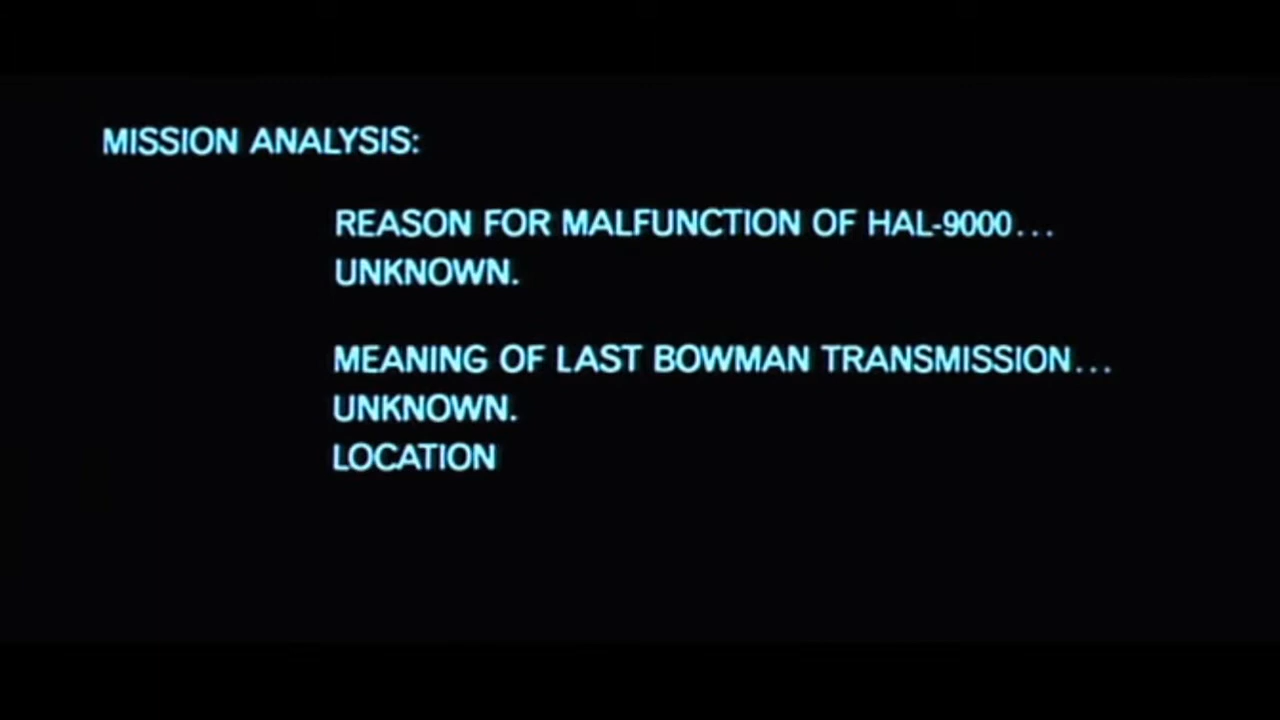 MISSION ANALYSIS:
REASON FOR MALFUNCTION OF HAL-9000...
UNKNOWN.
MEANING OF LAST BOWMAN TRANSMISSION...
UNKNOWN.
LOCATION